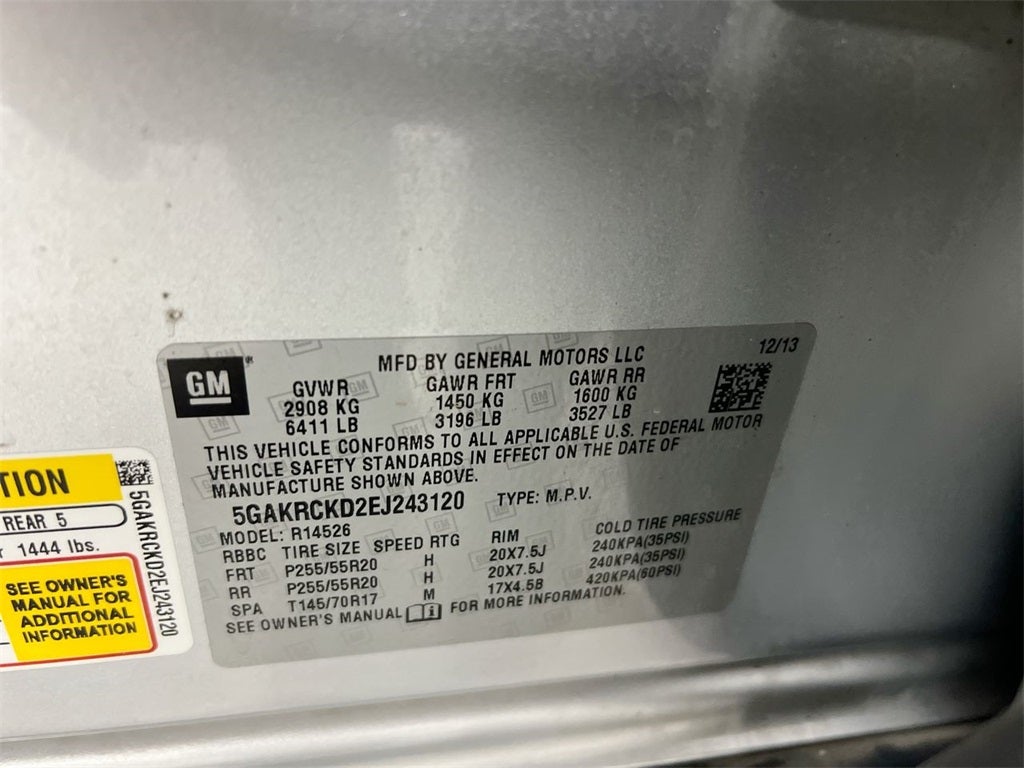 GM
12/13
MFD BY GENERAL MOTORS LLC
GVWR GAWR FRT GAWR RR
2908 KG 1450 KG 1600 KG
6411 LB 3196 LB 3527 LB
THIS VEHICLE CONFORMS TO ALL APPLICABLE U.S. FEDERAL MOTOR
VEHICLE SAFETY STANDARDS IN EFFECT ON THE DATE OF
MANUFACTURE SHOWN ABOVE.
5GAKRCKD2EJ243120 TYPE: M.P.V.
MODEL: R14526
RBBC TIRE SIZE SPEED RTG RIM COLD TIRE PRESSURE
FRT P255/55R20 H 20X7.5J 240KPA(35PSI)
RR P255/55R20 H 20X7.5J 240KPA(35PSI)
SPA T145/70R17 M 17X4.5B 420KPA(60PSI)
SEE OWNER'S MANUAL FOR MORE INFORMATION.
TION
REAR 5
1444 lbs.
SEE OWNER'S
MANUAL FOR
ADDITIONAL
INFORMATION
5GAKRCKD2EJ243120